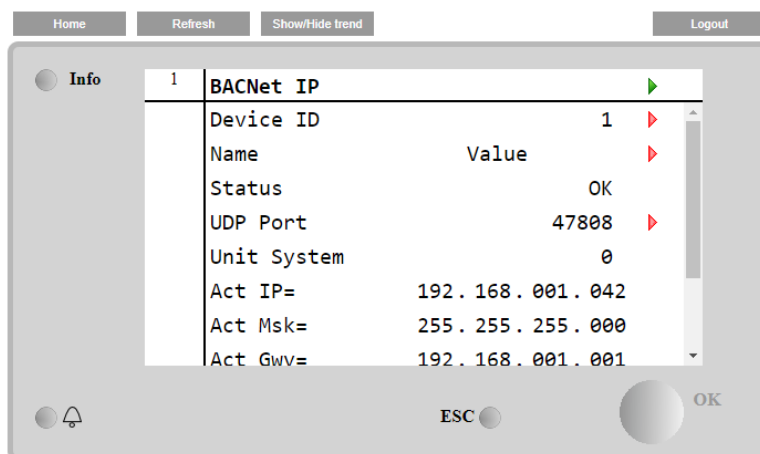 Home Refresh Show/Hide trend Logout
Info 1 BACNet IP
Device ID 1
Name Value
Status OK
UDP Port 47808
Unit System 0
Act IP= 192.168.001.042
Act Msk= 255.255.255.000
Act Gwy= 192.168.001.001
ESC OK